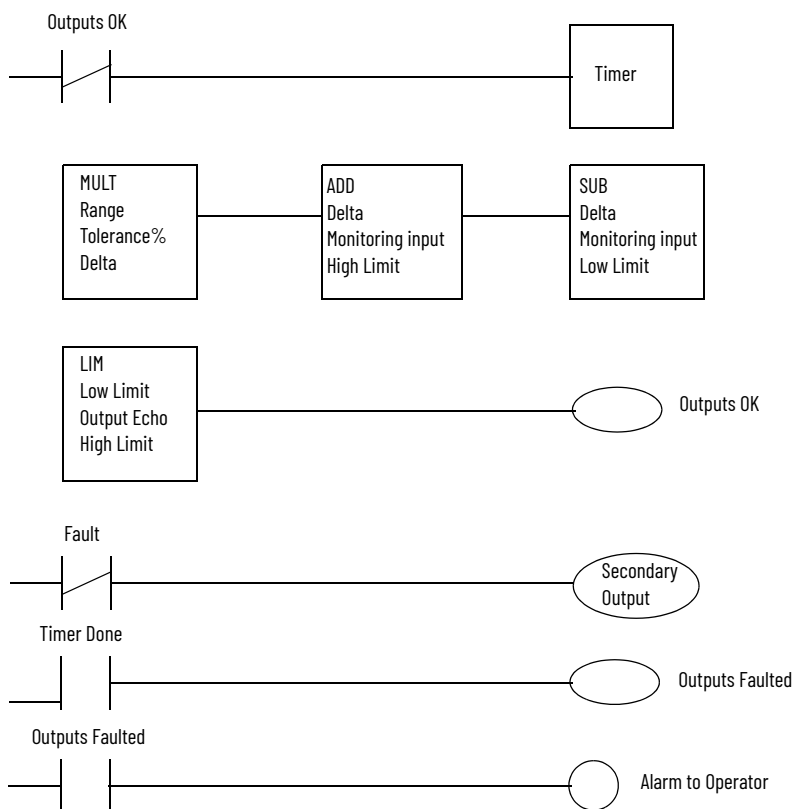 Outputs OK
Timer
MULT
Range
Tolerance%
Delta
ADD
Delta
Monitoring input
High Limit
SUB
Delta
Monitoring input
Low Limit
LIM
Low Limit
Output Echo
High Limit
Outputs OK
Fault
Secondary
Output
Timer Done
Outputs Faulted
Outputs Faulted
Alarm to Operator